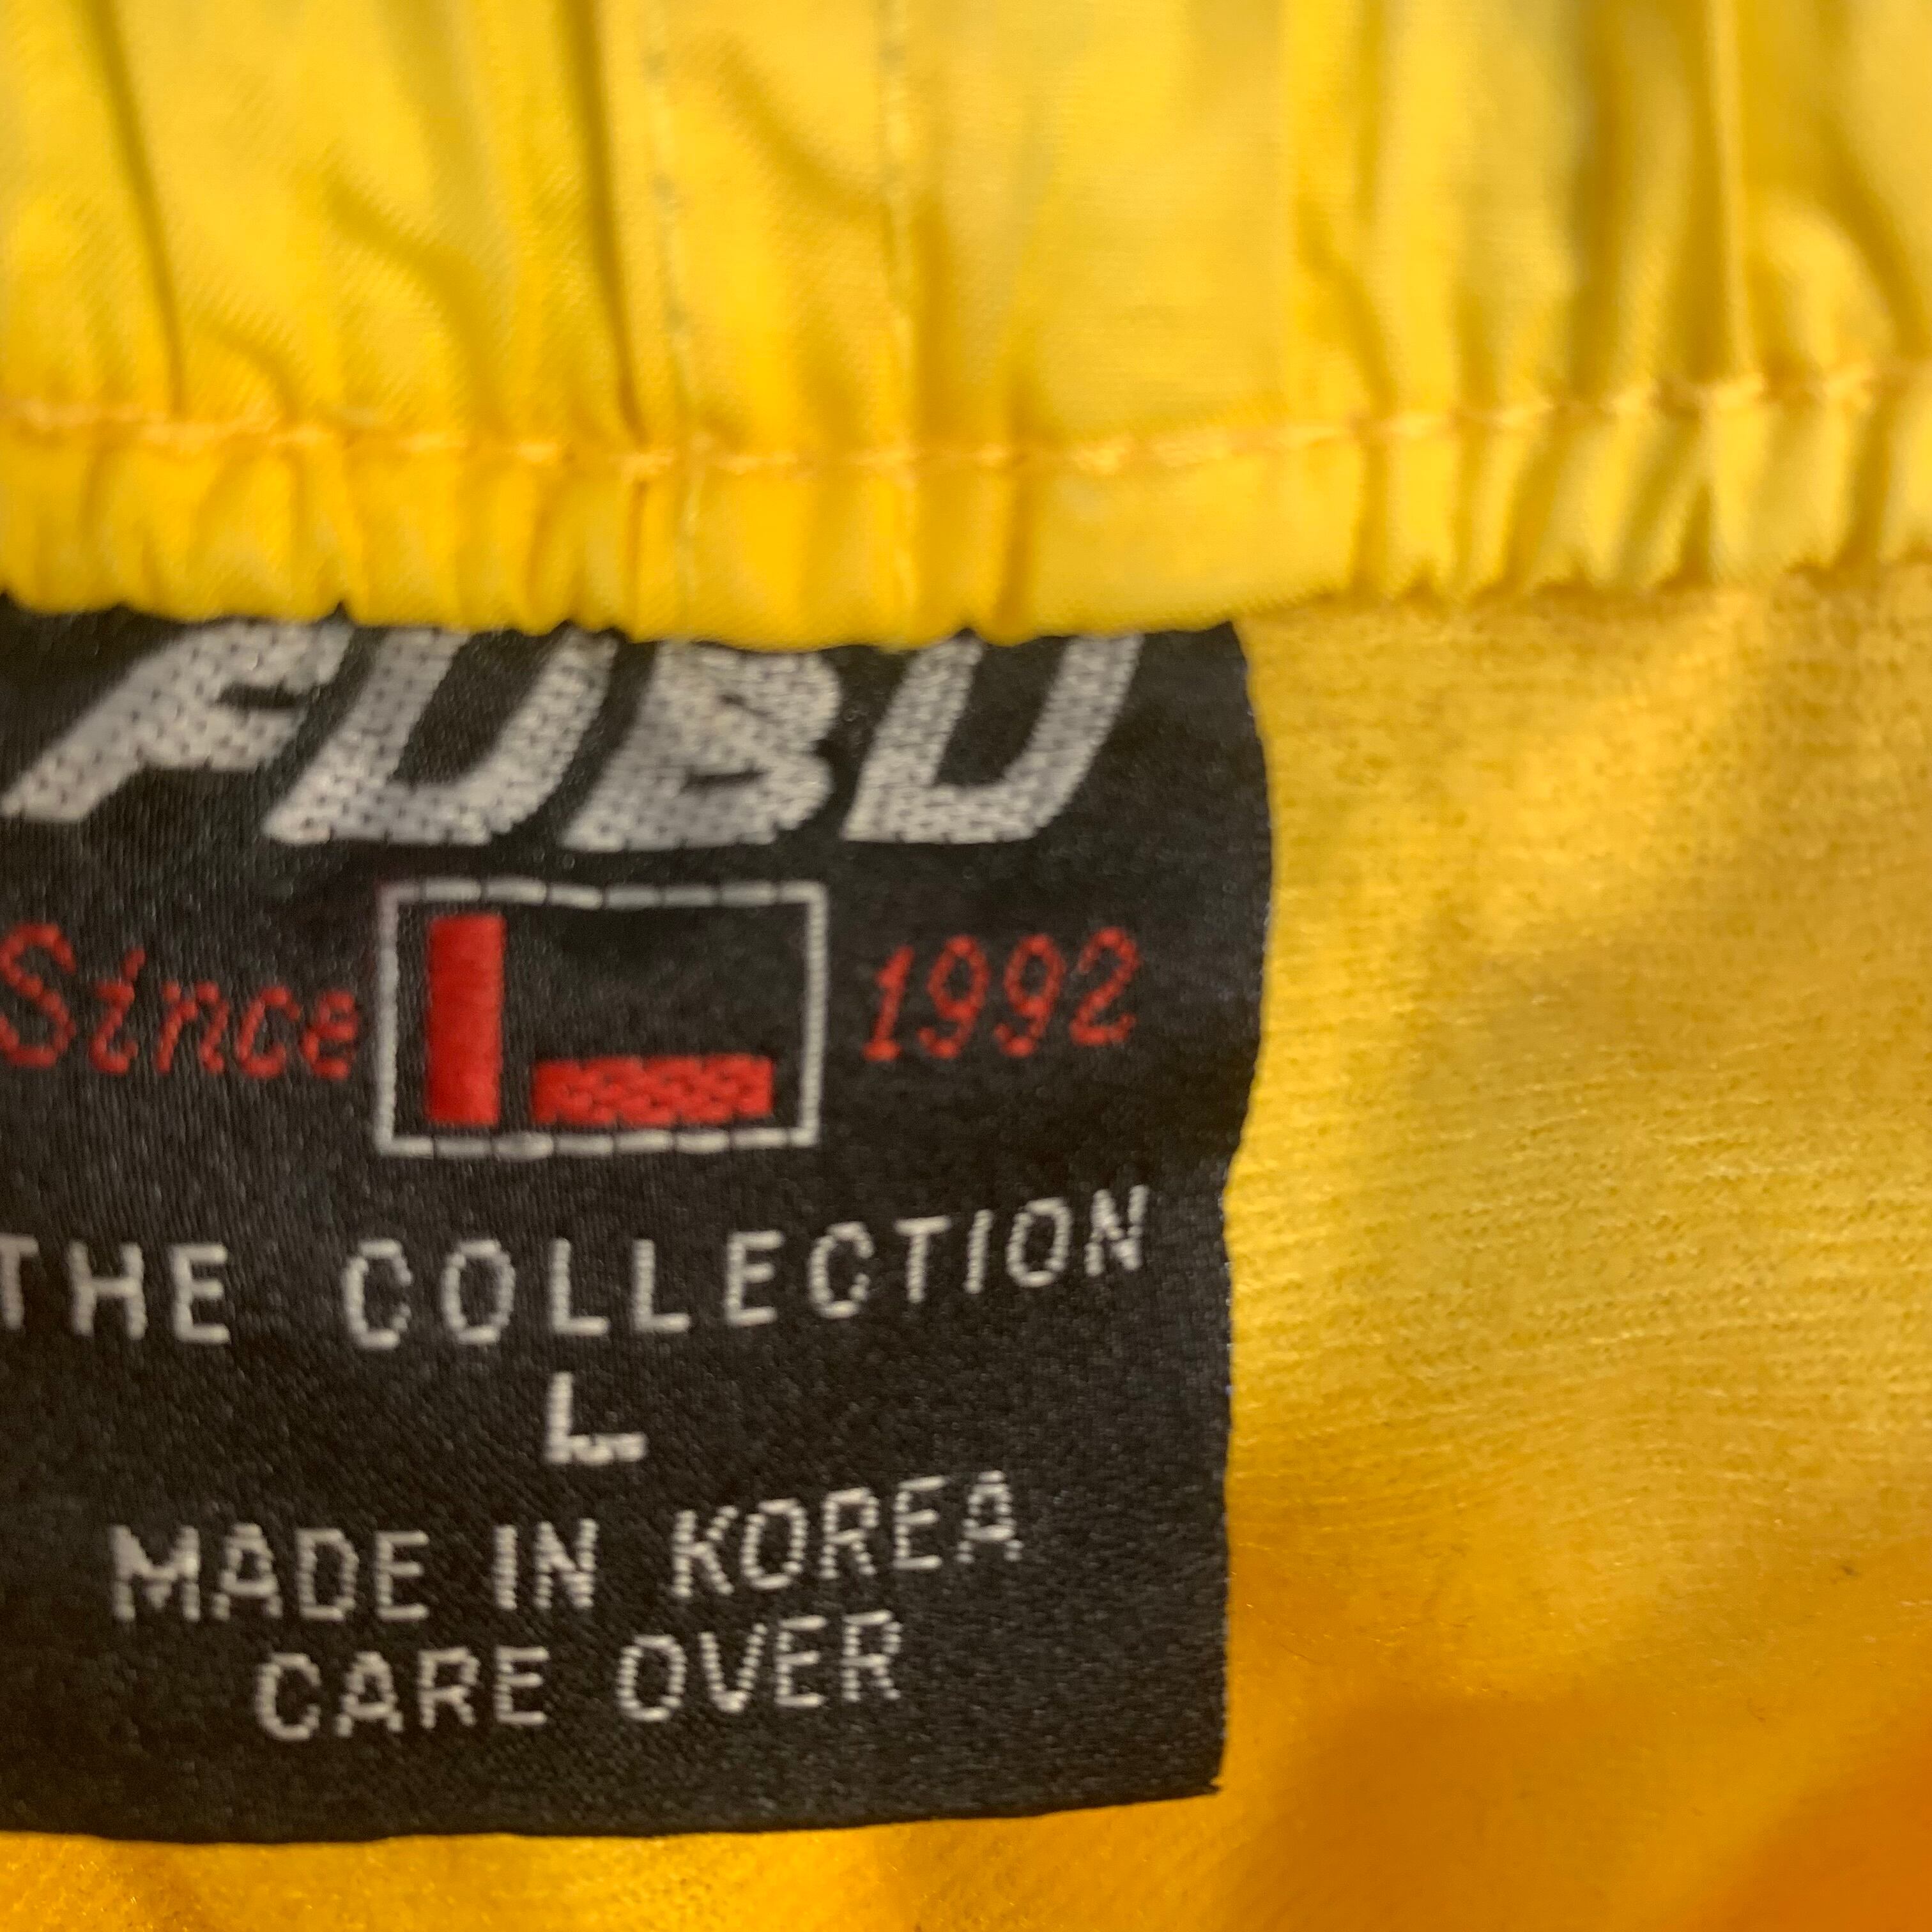 FUBU
Since L 1992
THE COLLECTION
L
MADE IN KOREA
CARE OVER